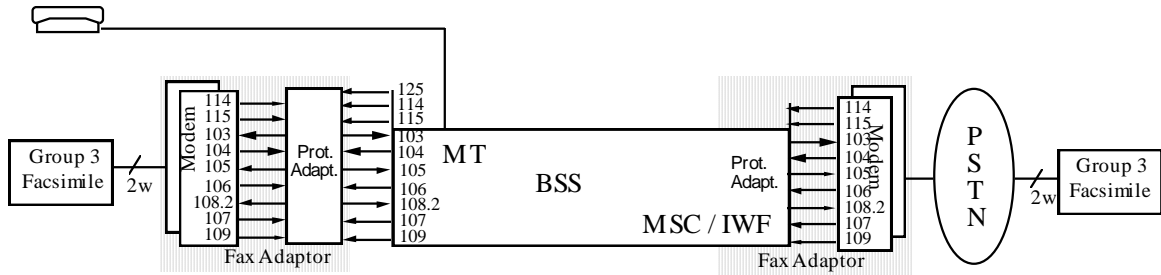 Group 3
Facsimile
2w
Modem
114
115
103
104
105
106
108.2
107
109
Prot.
Adapt.
Fax Adaptor
125
114
115
103
104
105
106
108.2
107
109
MT
BSS
MSC / IWF
Prot.
Adapt.
114
115
103
104
105
106
108.2
107
109
Modem
Fax Adaptor
P
S
T
N
2w
Group 3
Facsimile